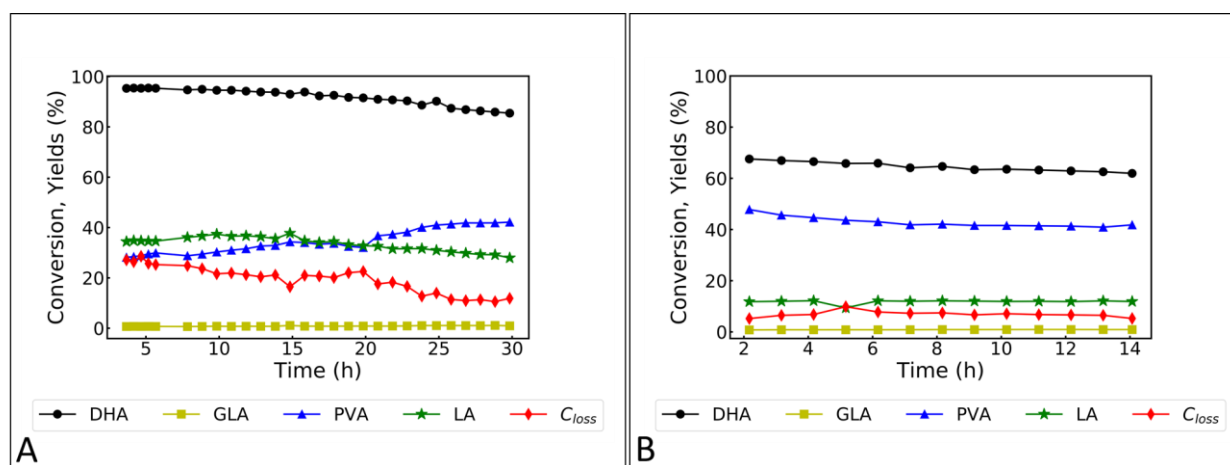 100
80
60
40
20
0
Conversion, Yields (%)
5 10 15 20 25 30
Time (h)
DHA GLA PVA LA C_loss
A
100
80
60
40
20
0
Conversion, Yields (%)
2 4 6 8 10 12 14
Time (h)
DHA GLA PVA LA C_loss
B